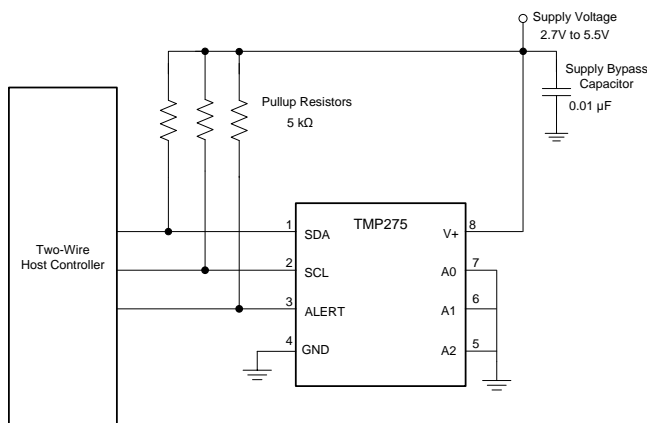 Supply Voltage
2.7V to 5.5V
Supply Bypass
Capacitor
0.01 µF
Pullup Resistors
5 kΩ
Two-Wire
Host Controller
TMP275
1
SDA
V+
8
2
SCL
A0
7
3
ALERT
A1
6
4
GND
A2
5